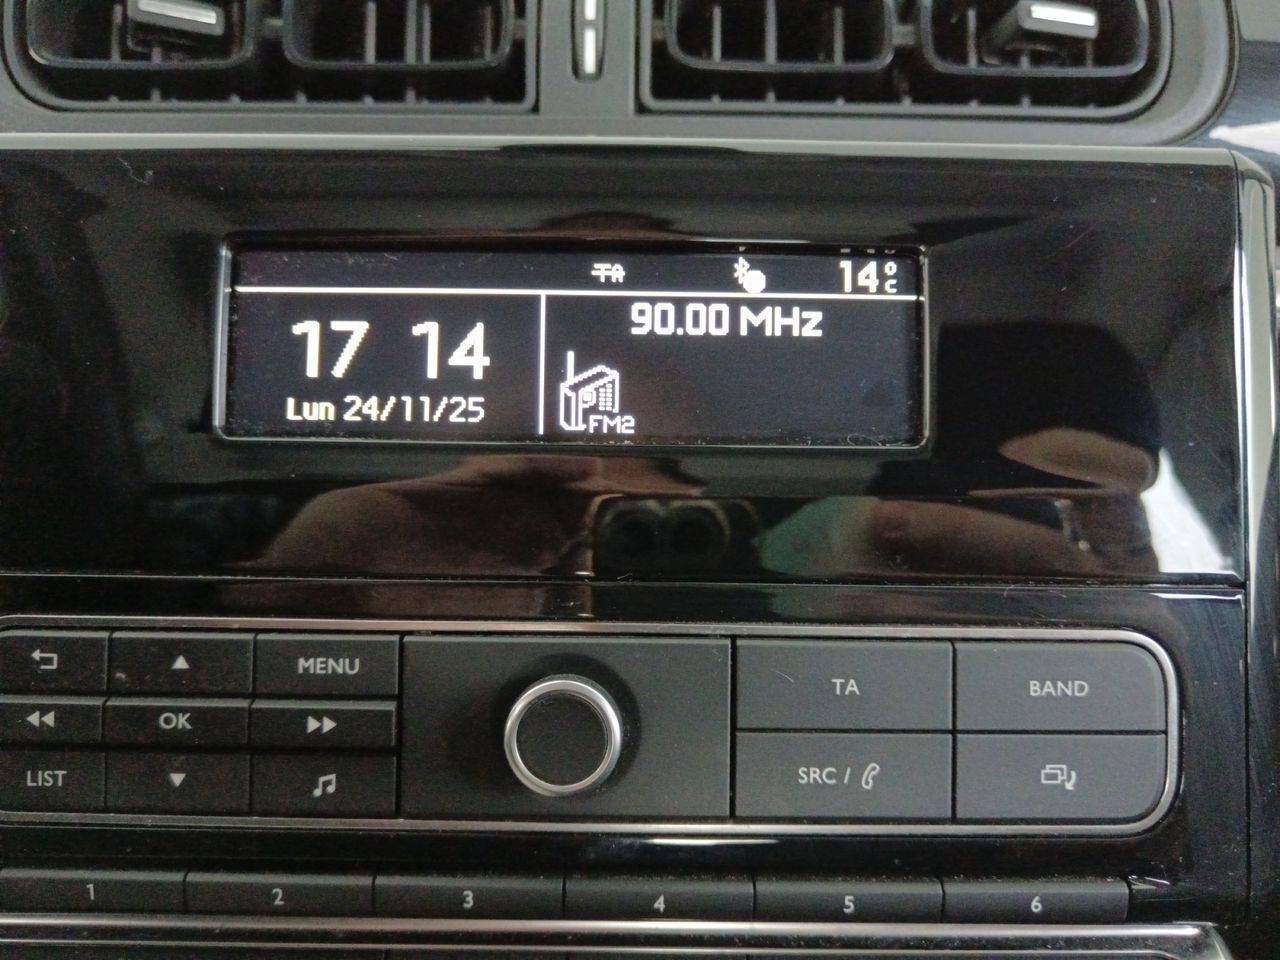 TA
14°C
17 14
90.00 MHz
Lun 24/11/25
FM2
MENU
TA
BAND
OK
LIST
SRC /
1
2
3
4
5
6